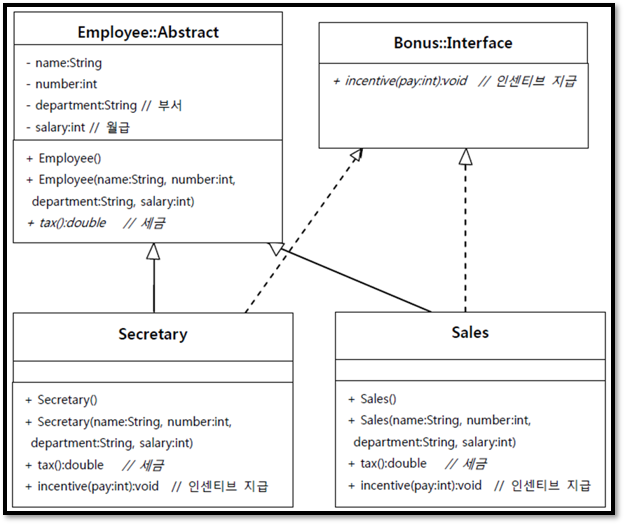 Employee::Abstract
- name:String
- number:int
- department:String // 부서
- salary:int // 월급
+ Employee()
+ Employee(name:String, number:int,
department:String, salary:int)
+ tax():double // 세금
Bonus::Interface
+ incentive(pay:int):void // 인센티브 지급
Secretary
+ Secretary()
+ Secretary(name:String, number:int,
department:String, salary:int)
+ tax():double // 세금
+ incentive(pay:int):void // 인센티브 지급
Sales
+ Sales()
+ Sales(name:String, number:int,
department:String, salary:int)
+ tax():double // 세금
+ incentive(pay:int):void // 인센티브 지급